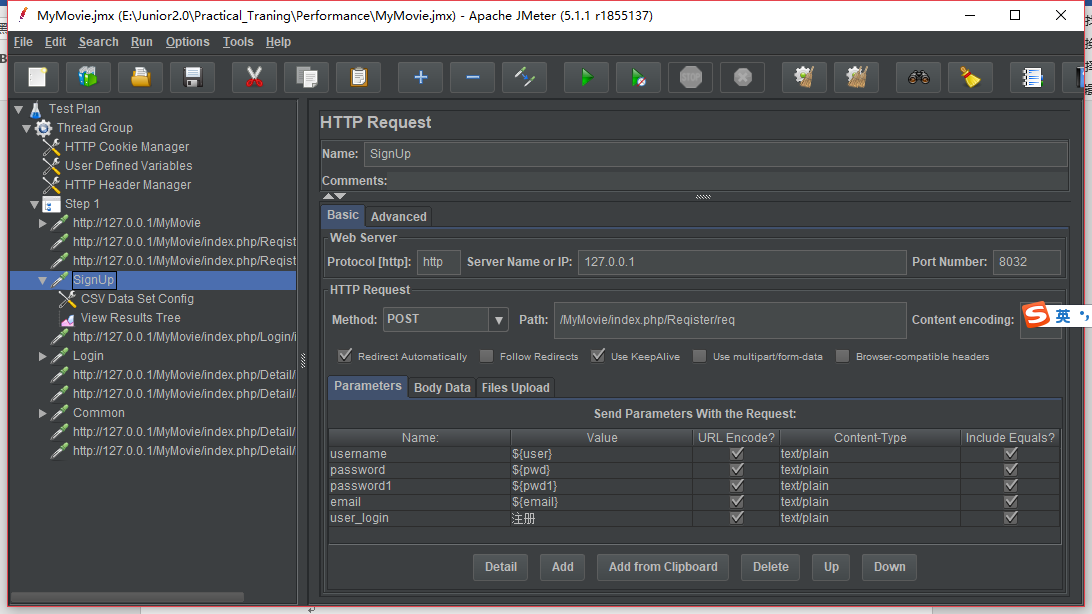 MyMovie.jmx (E:\Junior2.0\Practical_Traning\Performance\MyMovie.jmx) - Apache JMeter (5.1.1 r1855137)
File Edit Search Run Options Tools Help
STOP
Test Plan
Thread Group
HTTP Cookie Manager
User Defined Variables
HTTP Header Manager
Step 1
http://127.0.0.1/MyMovie
http://127.0.0.1/MyMovie/index.php/Reqist
http://127.0.0.1/MyMovie/index.php/Reqist
SignUp
CSV Data Set Config
View Results Tree
http://127.0.0.1/MyMovie/index.php/Login/i
Login
http://127.0.0.1/MyMovie/index.php/Detail/
http://127.0.0.1/MyMovie/index.php/Detail/
Common
http://127.0.0.1/MyMovie/index.php/Detail/
http://127.0.0.1/MyMovie/index.php/Detail/
HTTP Request
Name: SignUp
Comments:
Basic Advanced
Web Server
Protocol [http]: http Server Name or IP: 127.0.0.1 Port Number: 8032
HTTP Request
Method: POST Path: /MyMovie/index.php/Reqister/req Content encoding:
S 英
Redirect Automatically Follow Redirects Use KeepAlive Use multipart/form-data Browser-compatible headers
Parameters Body Data Files Upload
Send Parameters With the Request:
Name: Value URL Encode? Content-Type Include Equals?
username ${user} text/plain
password ${pwd} text/plain
password1 ${pwd1} text/plain
email ${email} text/plain
user_login 注册 text/plain
Detail Add Add from Clipboard Delete Up Down